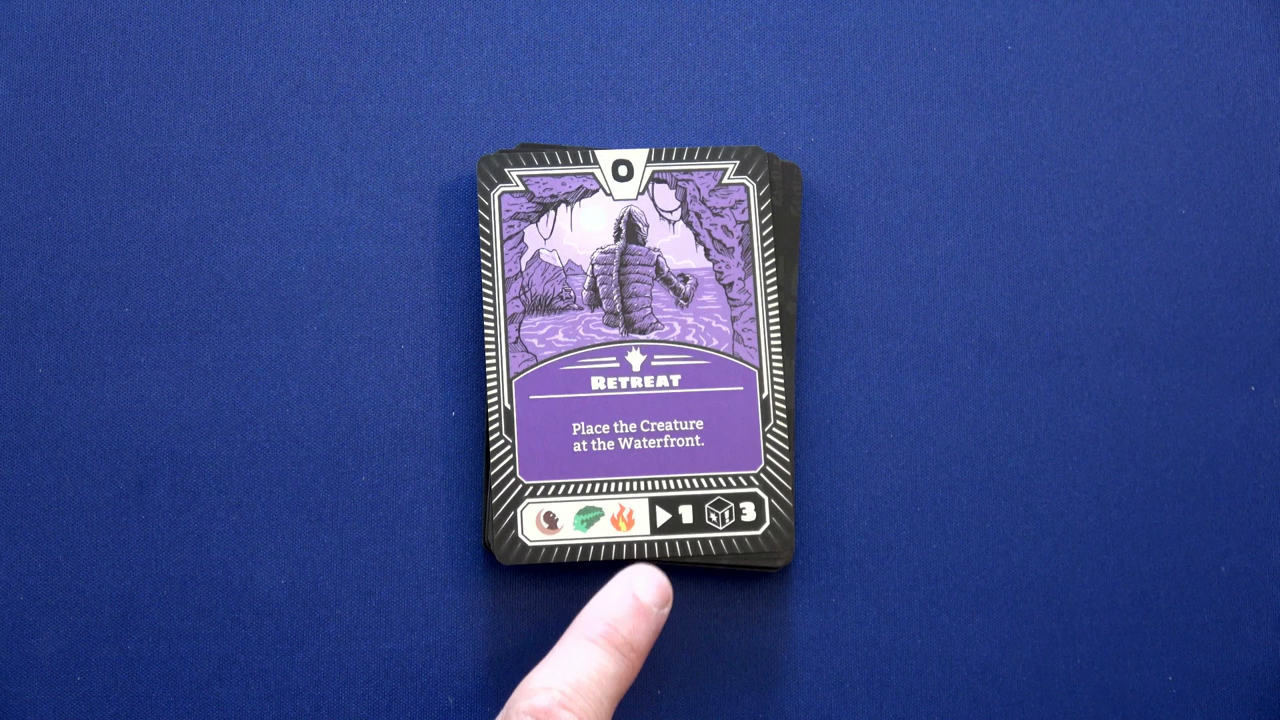 0
RETREAT
Place the Creature
at the Waterfront.
1 3